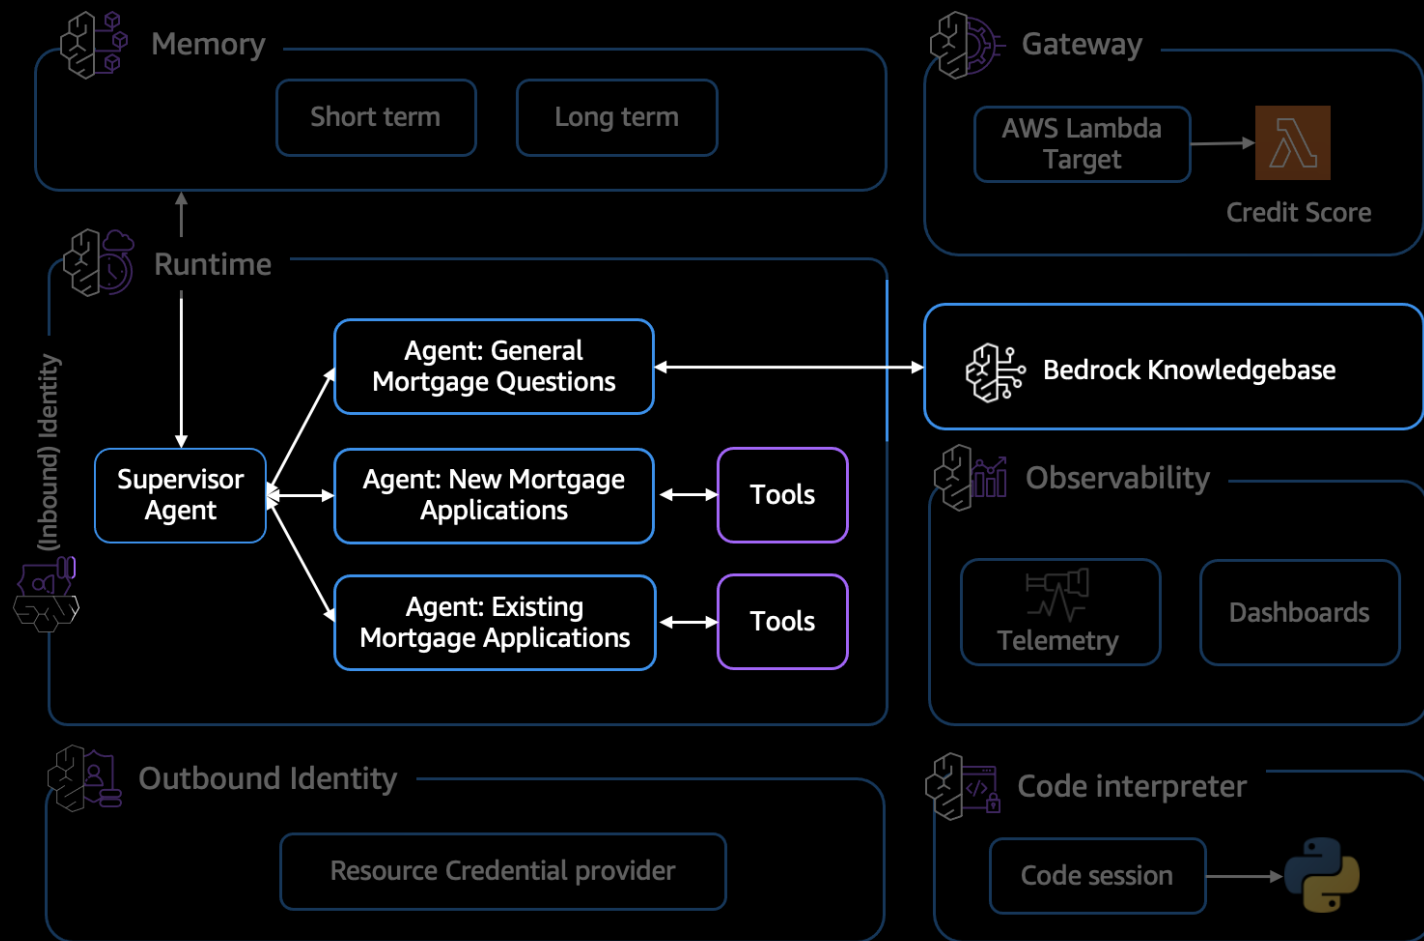 Memory
Short term
Long term
Gateway
AWS Lambda
Target
Credit Score
Runtime
(Inbound) Identity
Supervisor
Agent
Agent: General
Mortgage Questions
Agent: New Mortgage
Applications
Tools
Agent: Existing
Mortgage Applications
Tools
Bedrock Knowledgebase
Observability
Telemetry
Dashboards
Outbound Identity
Resource Credential provider
Code interpreter
Code session